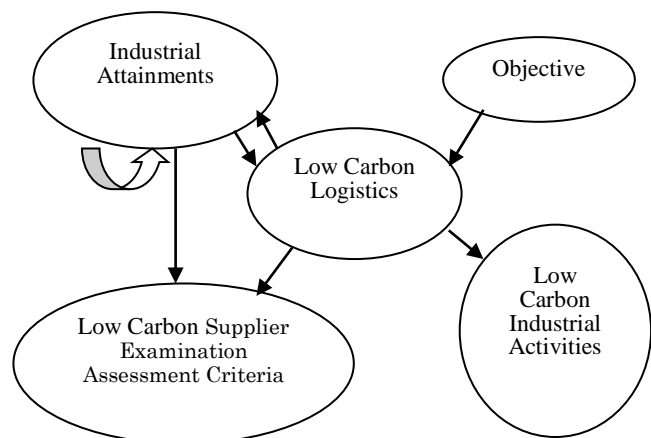 Industrial
Attainments
Objective
Low Carbon
Logistics
Low
Carbon
Industrial
Activities
Low Carbon Supplier
Examination
Assessment Criteria